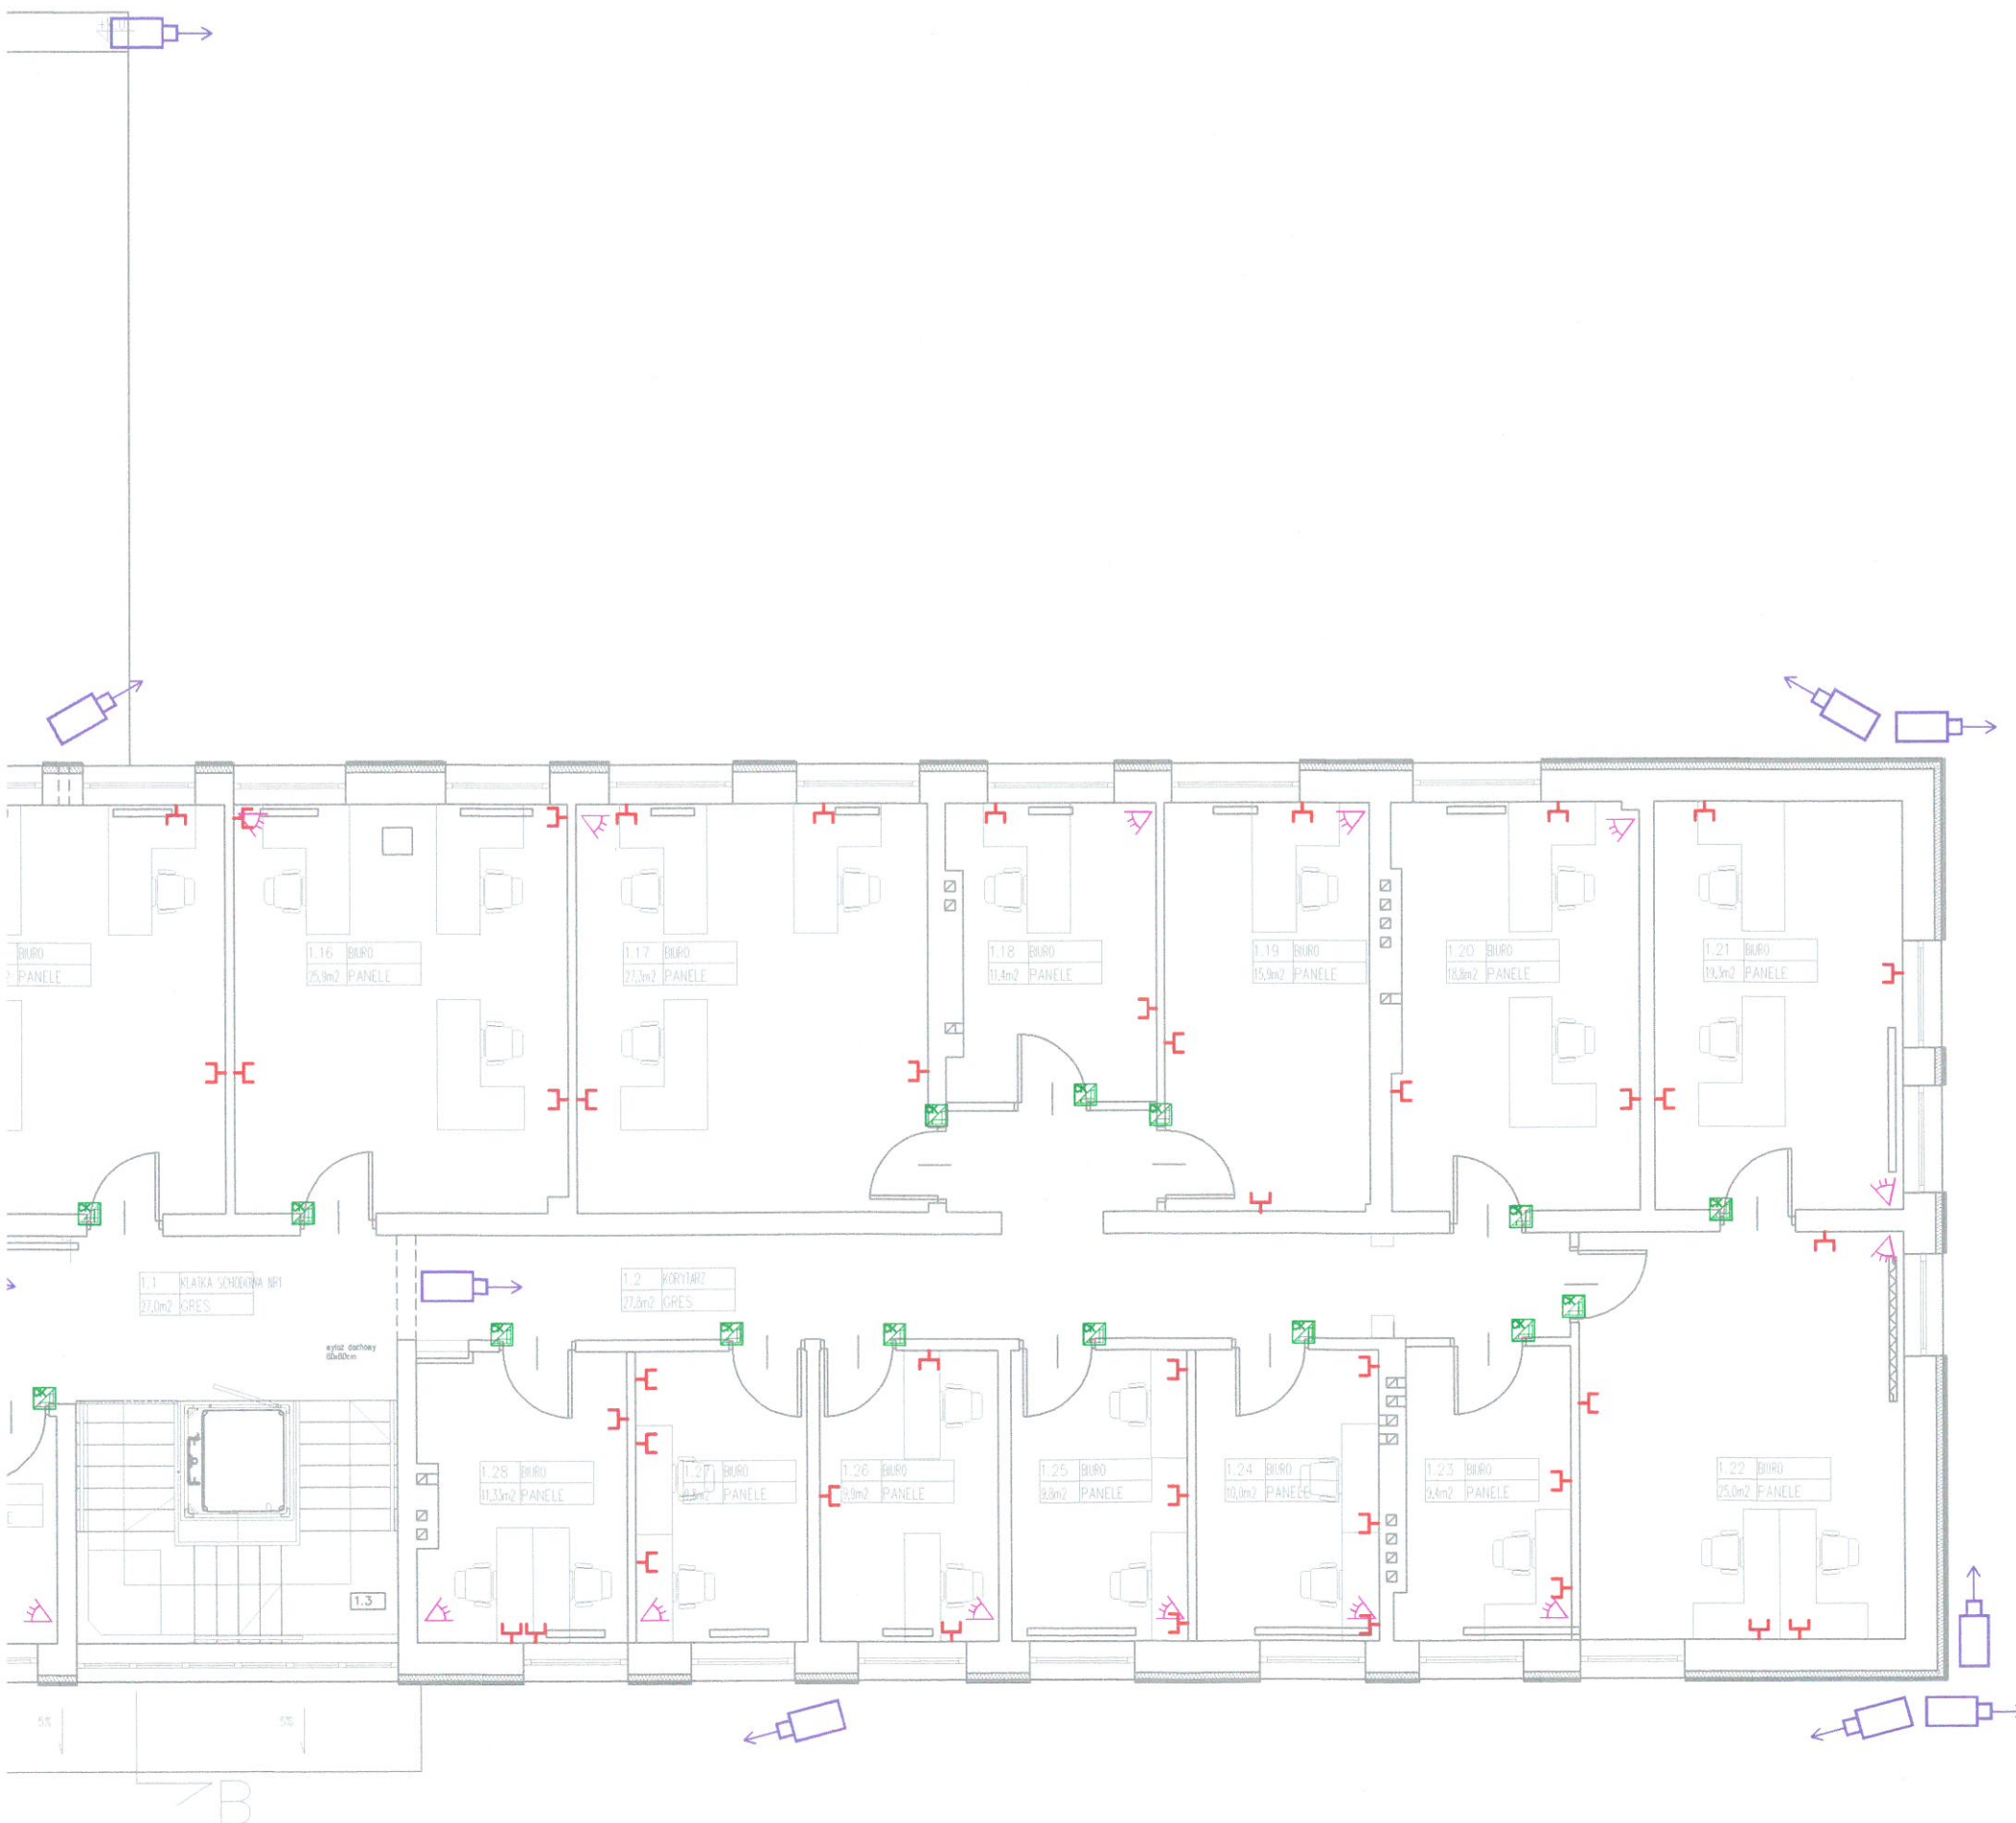 BIURO
PANELE
1.16 BIURO
25,9m2 PANELE
1.17 BIURO
27,3m2 PANELE
1.18 BIURO
11,4m2 PANELE
1.19 BIURO
15,9m2 PANELE
1.20 BIURO
18,8m2 PANELE
1.21 BIURO
19,3m2 PANELE
1.1 KLATKA SCHODOWA NR1
27,0m2 GRES
1.2 KORYTARZ
27,8m2 GRES
wyłaz dachowy
80x80cm
1.28 BIURO
11,33m2 PANELE
1.27 BIURO
PANELE
1.26 BIURO
9,9m2 PANELE
1.25 BIURO
9,8m2 PANELE
1.24 BIURO
10,0m2 PANELE
1.23 BIURO
9,4m2 PANELE
1.22 BIURO
25,0m2 PANELE
1.3
5%
5%
B